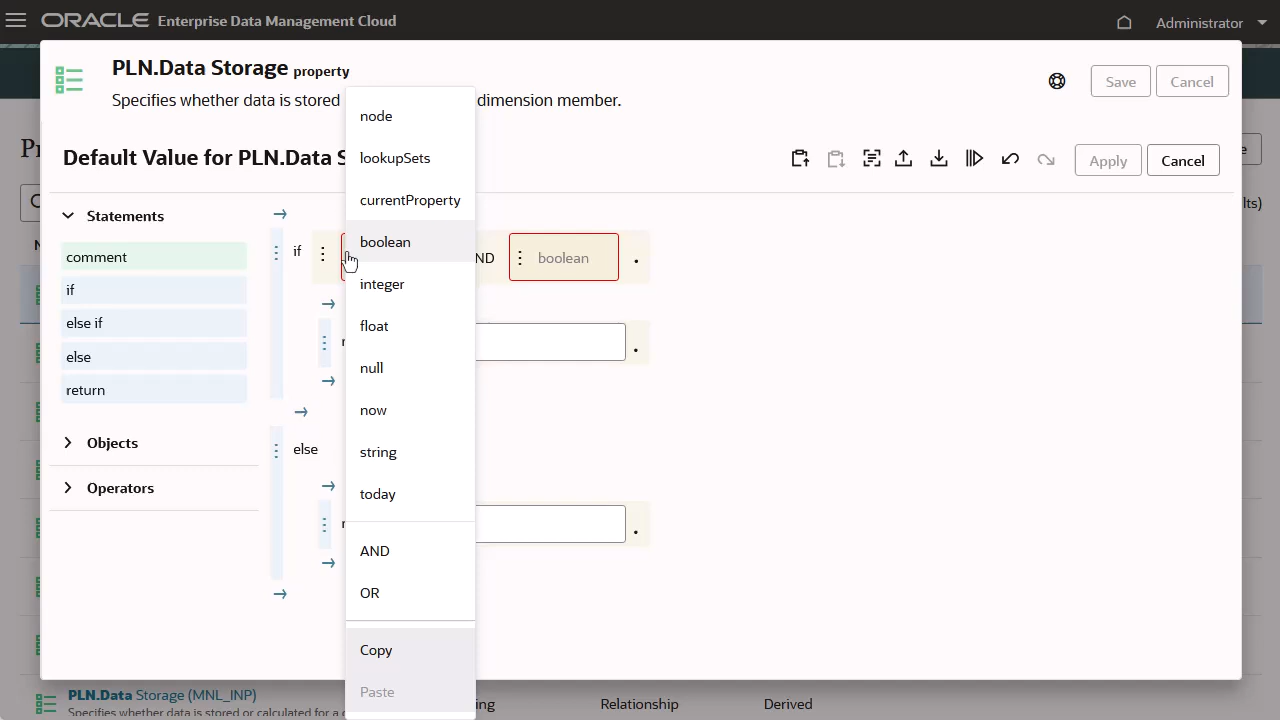 ORACLE Enterprise Data Management Cloud
Administrator
PLN.Data Storage property
Specifies whether data is stored
dimension member.
Save
Cancel
Default Value for PLN.Data S
Apply
Cancel
Statements
comment
if
else if
else
return
Objects
Operators
if
AND
boolean
else
node
lookupSets
currentProperty
boolean
integer
float
null
now
string
today
AND
OR
Copy
Paste
PLN.Data Storage (MNL_INP)
Specifies whether data is stored or calculated for a
Relationship
Derived